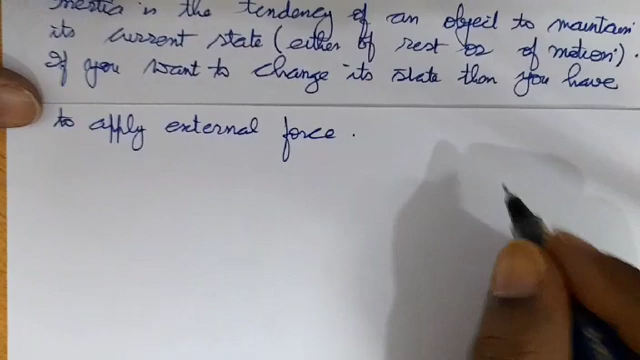 Inertia is the tendency of an object to maintain
its current state (either of rest or of motion).
If you want to change its state then you have
to apply external force.